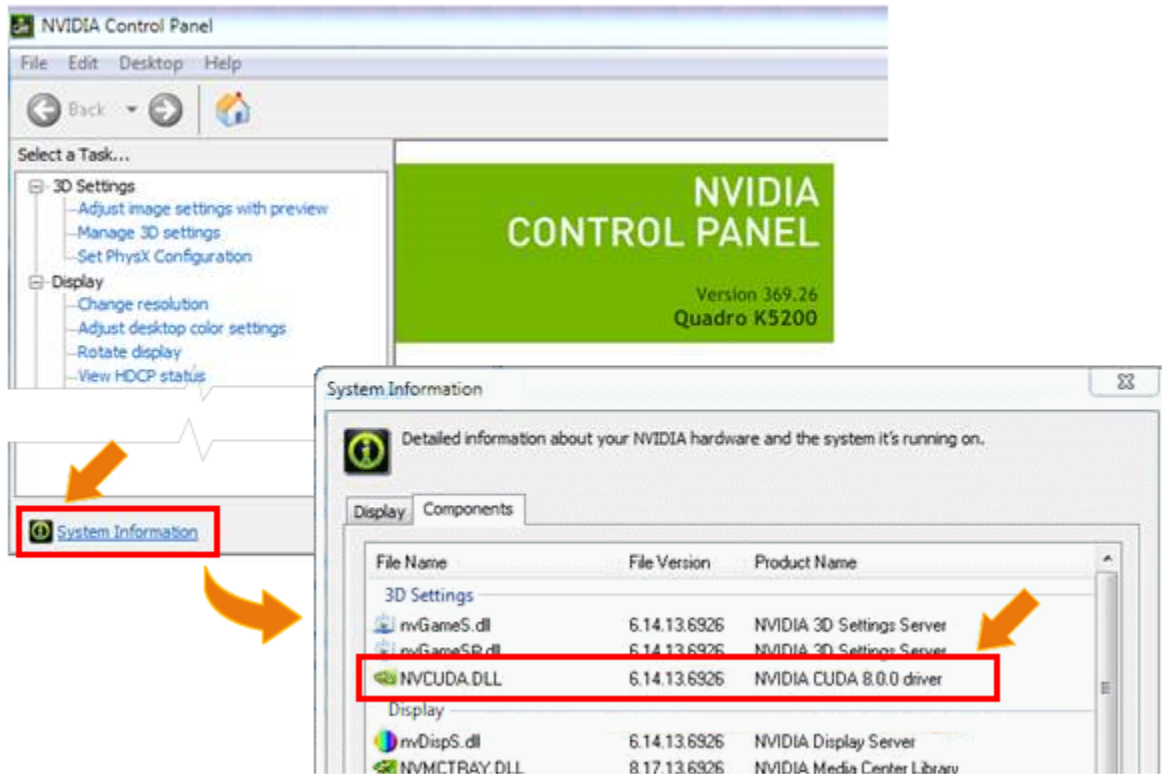 NVIDIA Control Panel
File Edit Desktop Help
Back
Select a Task...
3D Settings
Adjust image settings with preview
Manage 3D settings
Set PhysX Configuration
Display
Change resolution
Adjust desktop color settings
Rotate display
View HDCP status
NVIDIA
CONTROL PANEL
Version 369.26
Quadro K5200
System Information
System Information
Detailed information about your NVIDIA hardware and the system it's running on.
Display Components
File Name File Version Product Name
3D Settings
nvGameS.dll 6.14.13.6926 NVIDIA 3D Settings Server
nvGameSR.dll 6.14.13.6926 NVIDIA 3D Settings Server
NVCUDA.DLL 6.14.13.6926 NVIDIA CUDA 8.0.0 driver
Display
nvDispS.dll 6.14.13.6926 NVIDIA Display Server
NVMCTRAY.DLL 8.17.13.6926 NVIDIA Media Center Library